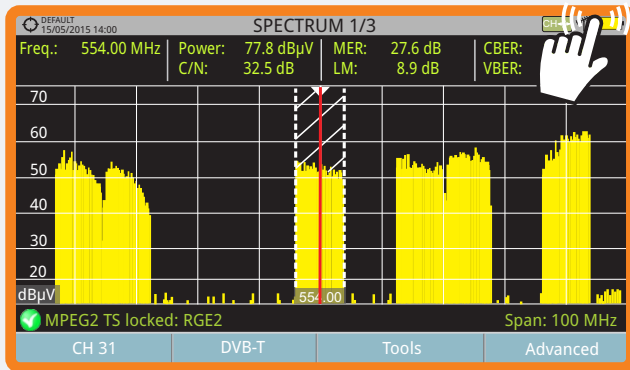 DEFAULT
15/05/2015 14:00
SPECTRUM 1/3
CH
Freq.: 554.00 MHz Power: 77.8 dBµV MER: 27.6 dB CBER:
C/N: 32.5 dB LM: 8.9 dB VBER:
70
60
50
40
30
20
dBµV
554.00
MPEG2 TS locked: RGE2 Span: 100 MHz
CH 31 DVB-T Tools Advanced